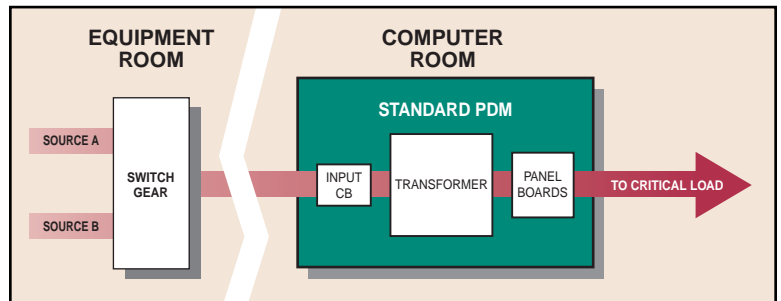 EQUIPMENT
ROOM
COMPUTER
ROOM
STANDARD PDM
SOURCE A
SWITCH
GEAR
SOURCE B
INPUT
CB
TRANSFORMER
PANEL
BOARDS
TO CRITICAL LOAD